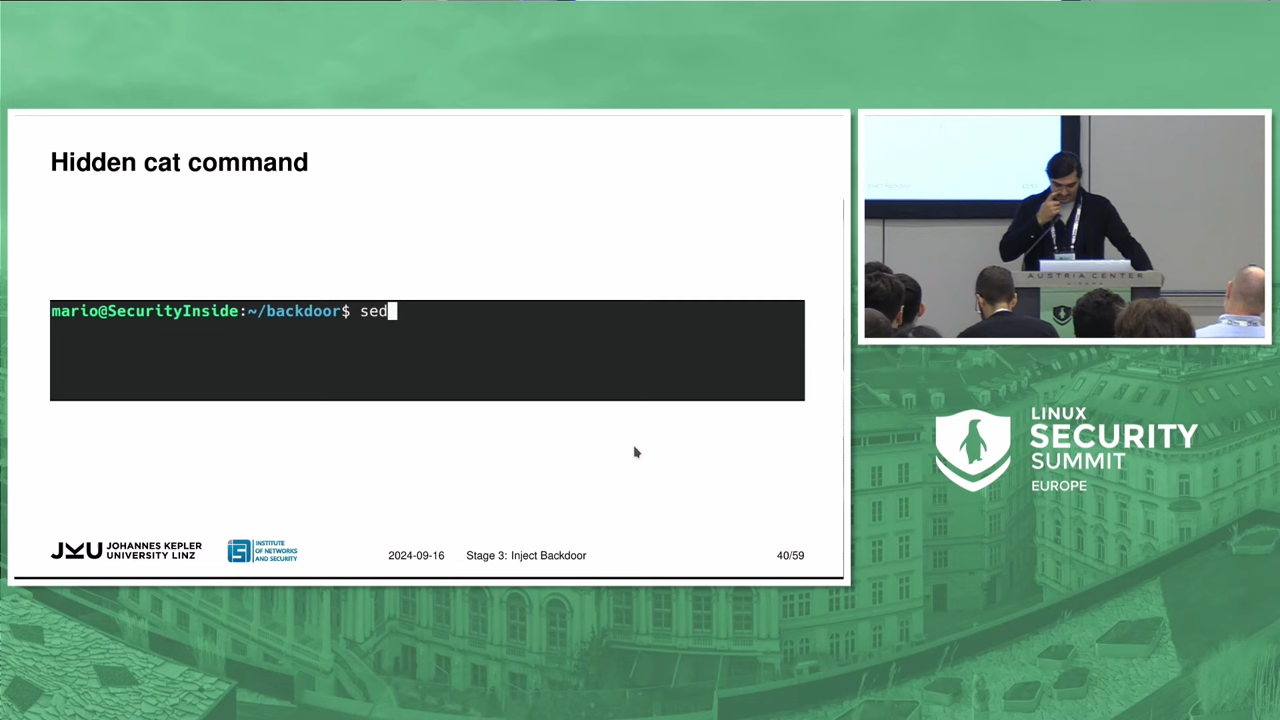 Hidden cat command
mario@SecurityInside:~/backdoor$ sed
JKU JOHANNES KEPLER
UNIVERSITY LINZ
INSTITUTE
OF NETWORKS
AND SECURITY
2024-09-16
Stage 3: Inject Backdoor
40/59
AUSTRIA CENTER
LINUX
SECURITY
SUMMIT
EUROPE